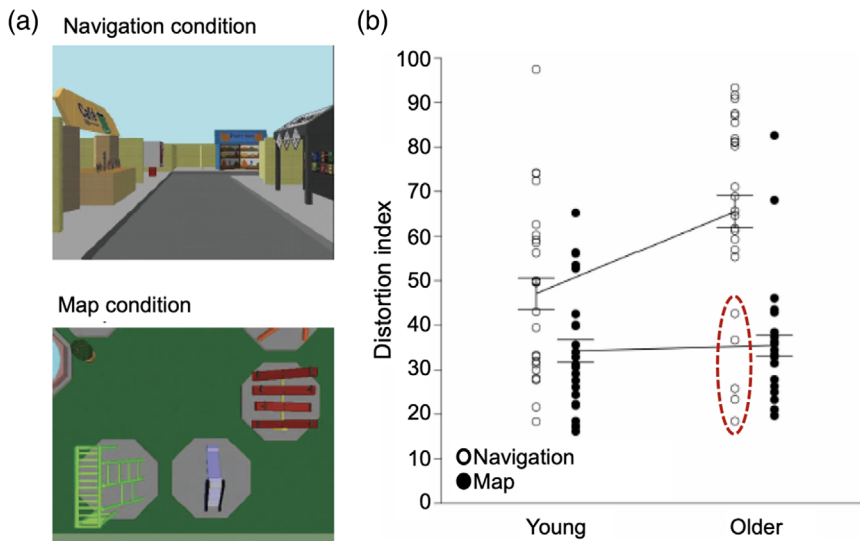 (a)
Navigation condition
Café
Map condition
(b)
Distortion index
100
90
80
70
60
50
40
30
20
10
0
Navigation
Map
Young
Older